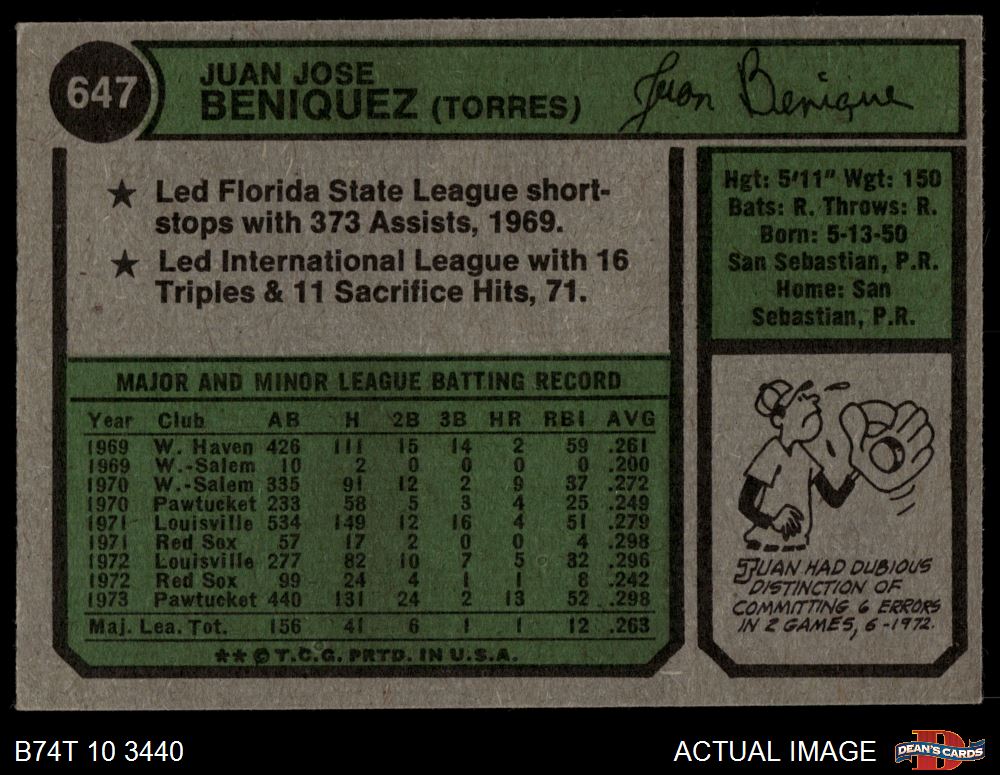 647
JUAN JOSE
BENIQUEZ (TORRES)
Juan Beniquez
★ Led Florida State League short-
stops with 373 Assists, 1969.
★ Led International League with 16
Triples & 11 Sacrifice Hits, 71.
Hgt: 5'11" Wgt: 150
Bats: R. Throws: R.
Born: 5-13-50
San Sebastian, P.R.
Home: San
Sebastian, P.R.
MAJOR AND MINOR LEAGUE BATTING RECORD
Year Club AB H 2B 3B HR RBI AVG
1969 W. Haven 426 111 15 14 2 59 .261
1969 W.-Salem 10 2 0 0 0 0 .200
1970 W.-Salem 335 91 12 2 9 37 .272
1970 Pawtucket 233 58 5 3 4 25 .249
1971 Louisville 534 149 12 16 4 51 .279
1971 Red Sox 57 17 2 0 0 4 .298
1972 Louisville 277 82 10 7 5 32 .296
1972 Red Sox 99 24 4 1 1 8 .242
1973 Pawtucket 440 131 24 2 13 52 .298
Maj. Lea. Tot. 156 41 6 1 1 12 .263
** © T.C.G. PRTD. IN U.S.A.
JUAN HAD DUBIOUS
DISTINCTION OF
COMMITTING 6 ERRORS
IN 2 GAMES, 6-1972.
B74T 10 3440
ACTUAL IMAGE
D
DEAN'S CARDS